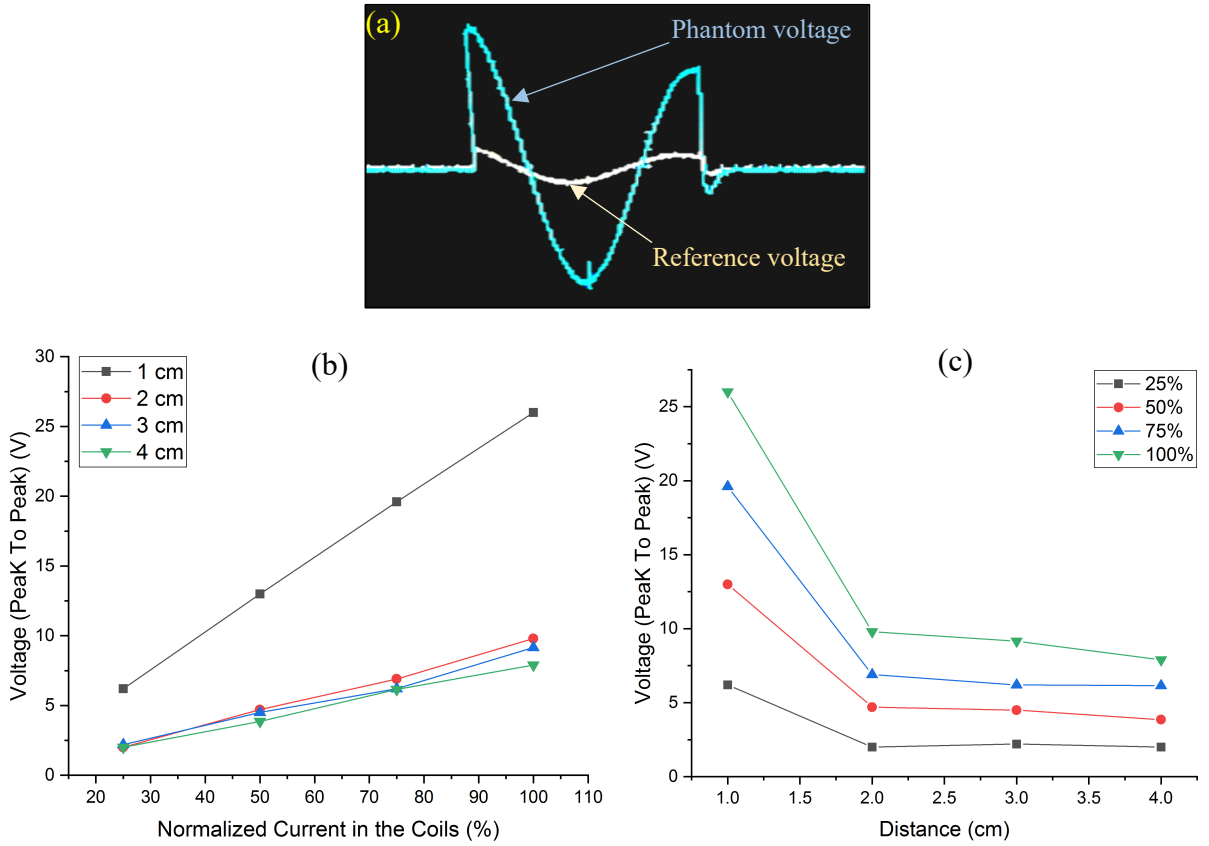 (a)
Phantom voltage
Reference voltage
(b)
1 cm
2 cm
3 cm
4 cm
Voltage (PeaK To Peak) (V)
30
25
20
15
10
5
0
20 30 40 50 60 70 80 90 100 110
Normalized Current in the Coils (%)
(c)
25%
50%
75%
100%
Voltage (PeaK To Peak) (V)
25
20
15
10
5
0
1.0 1.5 2.0 2.5 3.0 3.5 4.0
Distance (cm)